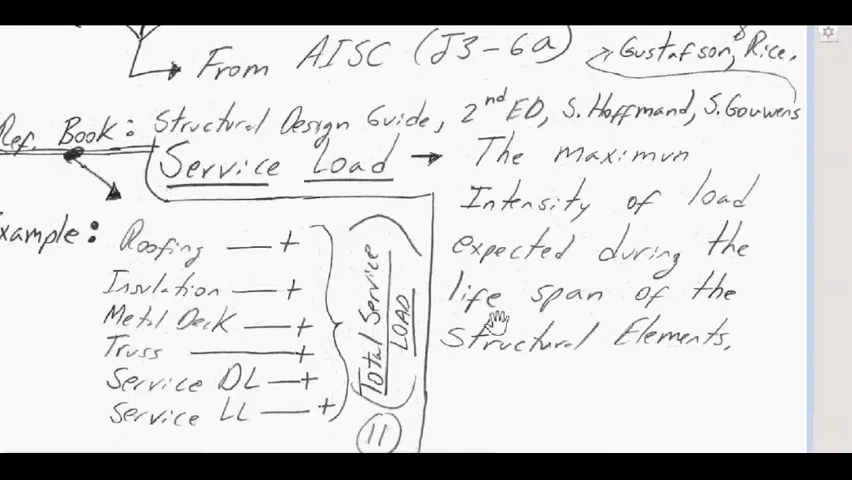 From AISC (J3-6a) Gustafson, & Rice.
Ref. Book: Structural Design Guide, 2nd ED, S. Hoffmand, S. Gouwens
Service Load → The maximun
Intensity of load
expected during the
life span of the
structural Elements.
Example: Roofing — +
Insulation — +
Metal Deck — +
Truss — +
Service DL — +
Service LL — +
Total Service
LOAD
11